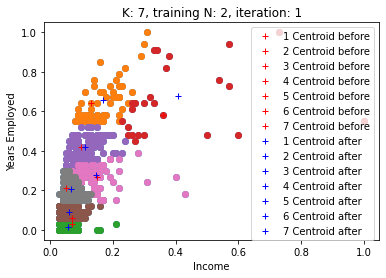 K: 7, training N: 2, iteration: 1
1.0
0.8
0.6
0.4
0.2
0.0
Years Employed
1 Centroid before
2 Centroid before
3 Centroid before
4 Centroid before
5 Centroid before
6 Centroid before
7 Centroid before
1 Centroid after
2 Centroid after
3 Centroid after
4 Centroid after
5 Centroid after
6 Centroid after
7 Centroid after
0.0 0.2 0.4 0.6 0.8 1.0
Income